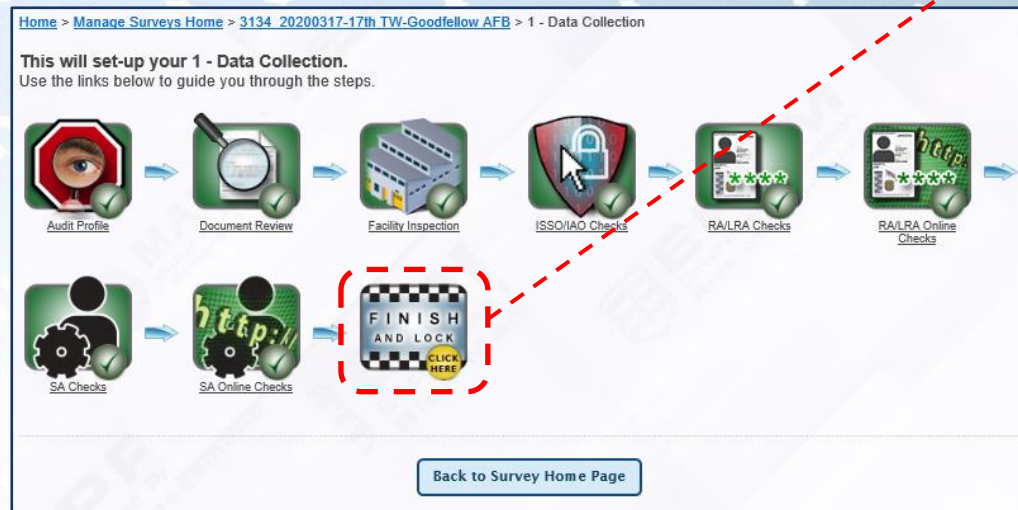 Home > Manage Surveys Home > 3134_20200317-17th TW-Goodfellow AFB > 1 - Data Collection
This will set-up your 1 - Data Collection.
Use the links below to guide you through the steps.
http:
****
****
Audit Profile
Document Review
Facility Inspection
ISSO/IAO Checks
RA/LRA Checks
RA/LRA Online
Checks
http://
FINISH
AND LOCK
CLICK
HERE
SA Checks
SA Online Checks
Back to Survey Home Page